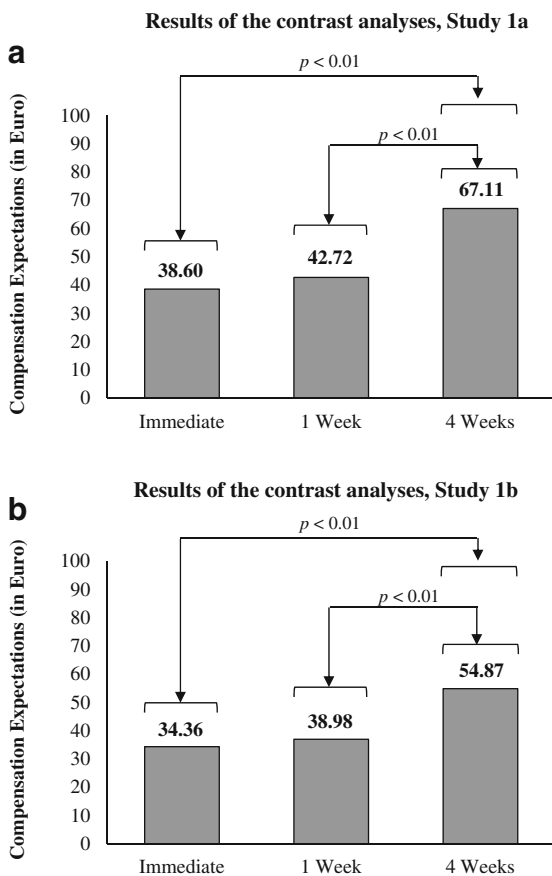 Results of the contrast analyses, Study 1a
a
p < 0.01
p < 0.01
Compensation Expectations (in Euro)
100
90
80
70
60
50
40
30
20
10
0
38.60
42.72
67.11
Immediate
1 Week
4 Weeks
Results of the contrast analyses, Study 1b
b
p < 0.01
p < 0.01
Compensation Expectations (in Euro)
100
90
80
70
60
50
40
30
20
10
0
34.36
38.98
54.87
Immediate
1 Week
4 Weeks